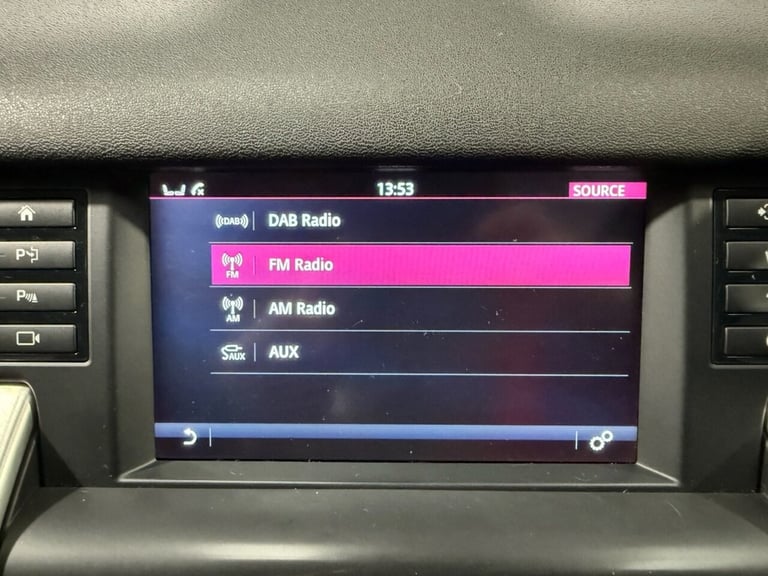 13:53
SOURCE
DAB
DAB Radio
FM
FM Radio
AM
AM Radio
AUX
AUX
P
P